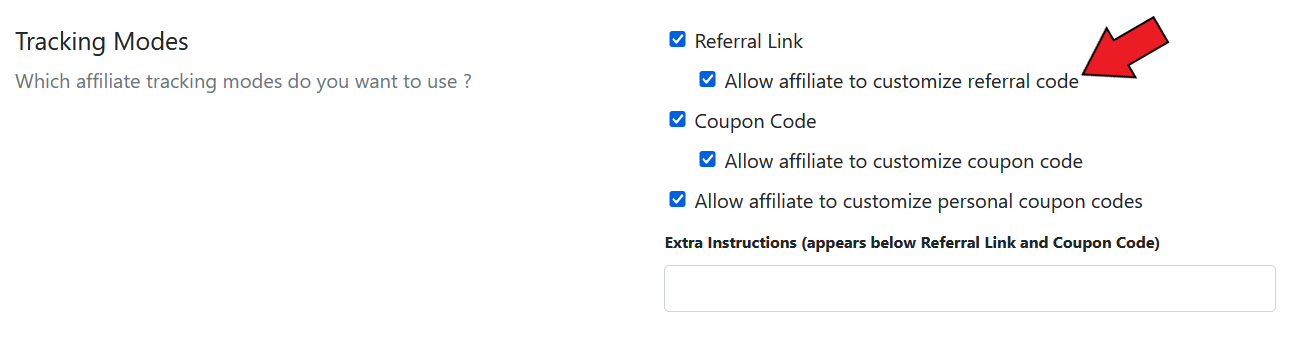 Tracking Modes
Which affiliate tracking modes do you want to use ?
Referral Link
Allow affiliate to customize referral code
Coupon Code
Allow affiliate to customize coupon code
Allow affiliate to customize personal coupon codes
Extra Instructions (appears below Referral Link and Coupon Code)